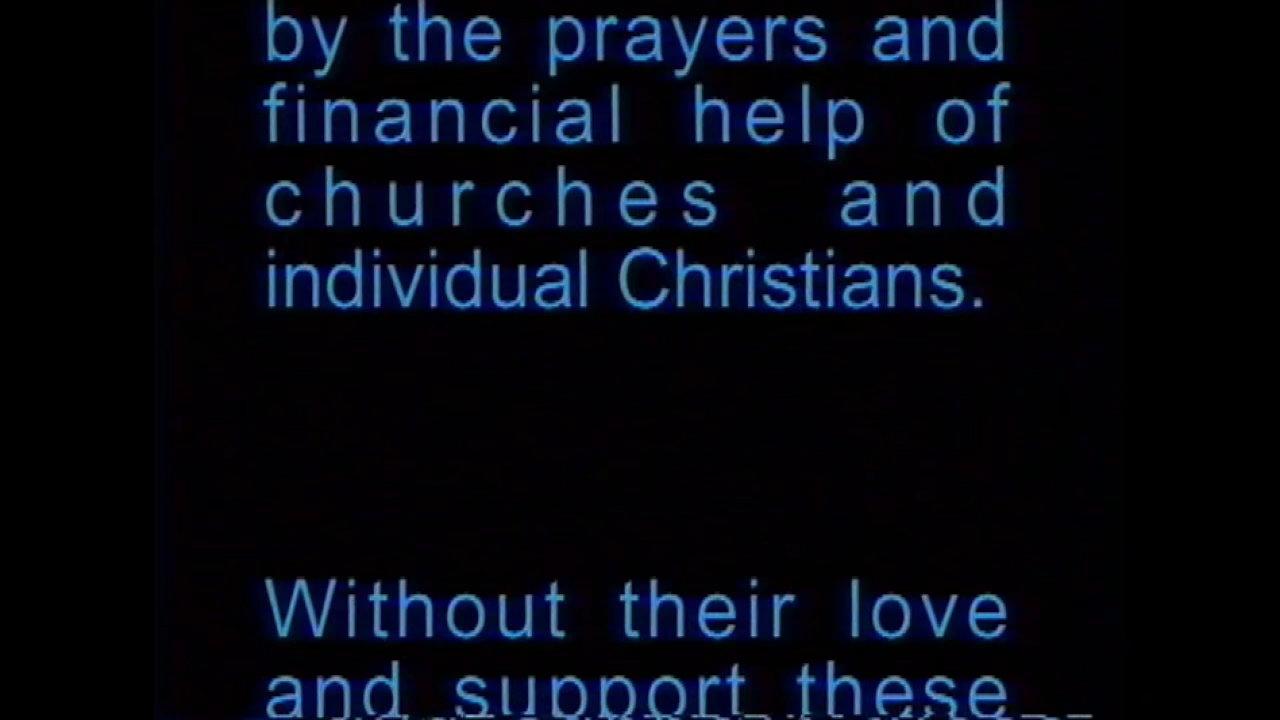 by the prayers and
financial help of
churches and
individual Christians.
Without their love
and support these